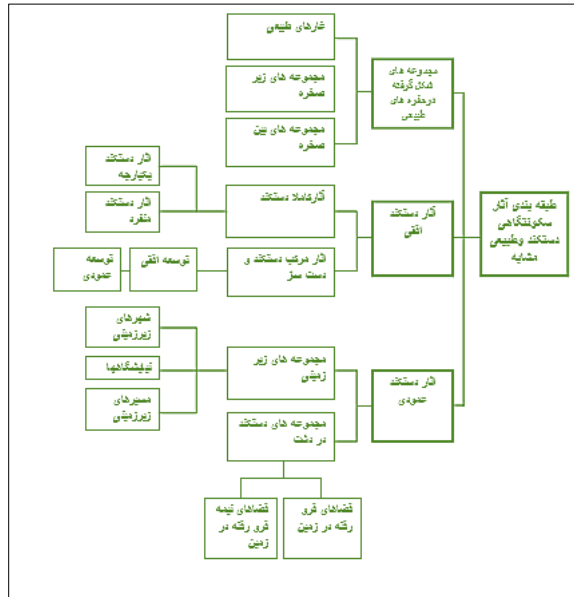 طبقه بندی آثار
سکونتگاهی
دستکند وطبیعی
مشابه
مجموعه های
شکل گرفته
درحفره های
طبیعی
غارهای طبیعی
مجموعه های زیر
صخره
مجموعه های بین
صخره
آثار دستکند
افقی
آثارکاملا دستکند
آثار دستکند
یکپارچه
آثار دستکند
منفرد
آثار مرکب دستکند و
دست ساز
توسعه افقی
توسعه
عمودی
آثار دستکند
عمودی
مجموعه های زیر
زمینی
شهرهای
زیرزمینی
نیایشگاهها
مسیرهای
زیرزمینی
مجموعه های دستکند
در دشت
فضاهای فرو
رفته در زمین
فضاهای نیمه
فرو رفته در
زمین